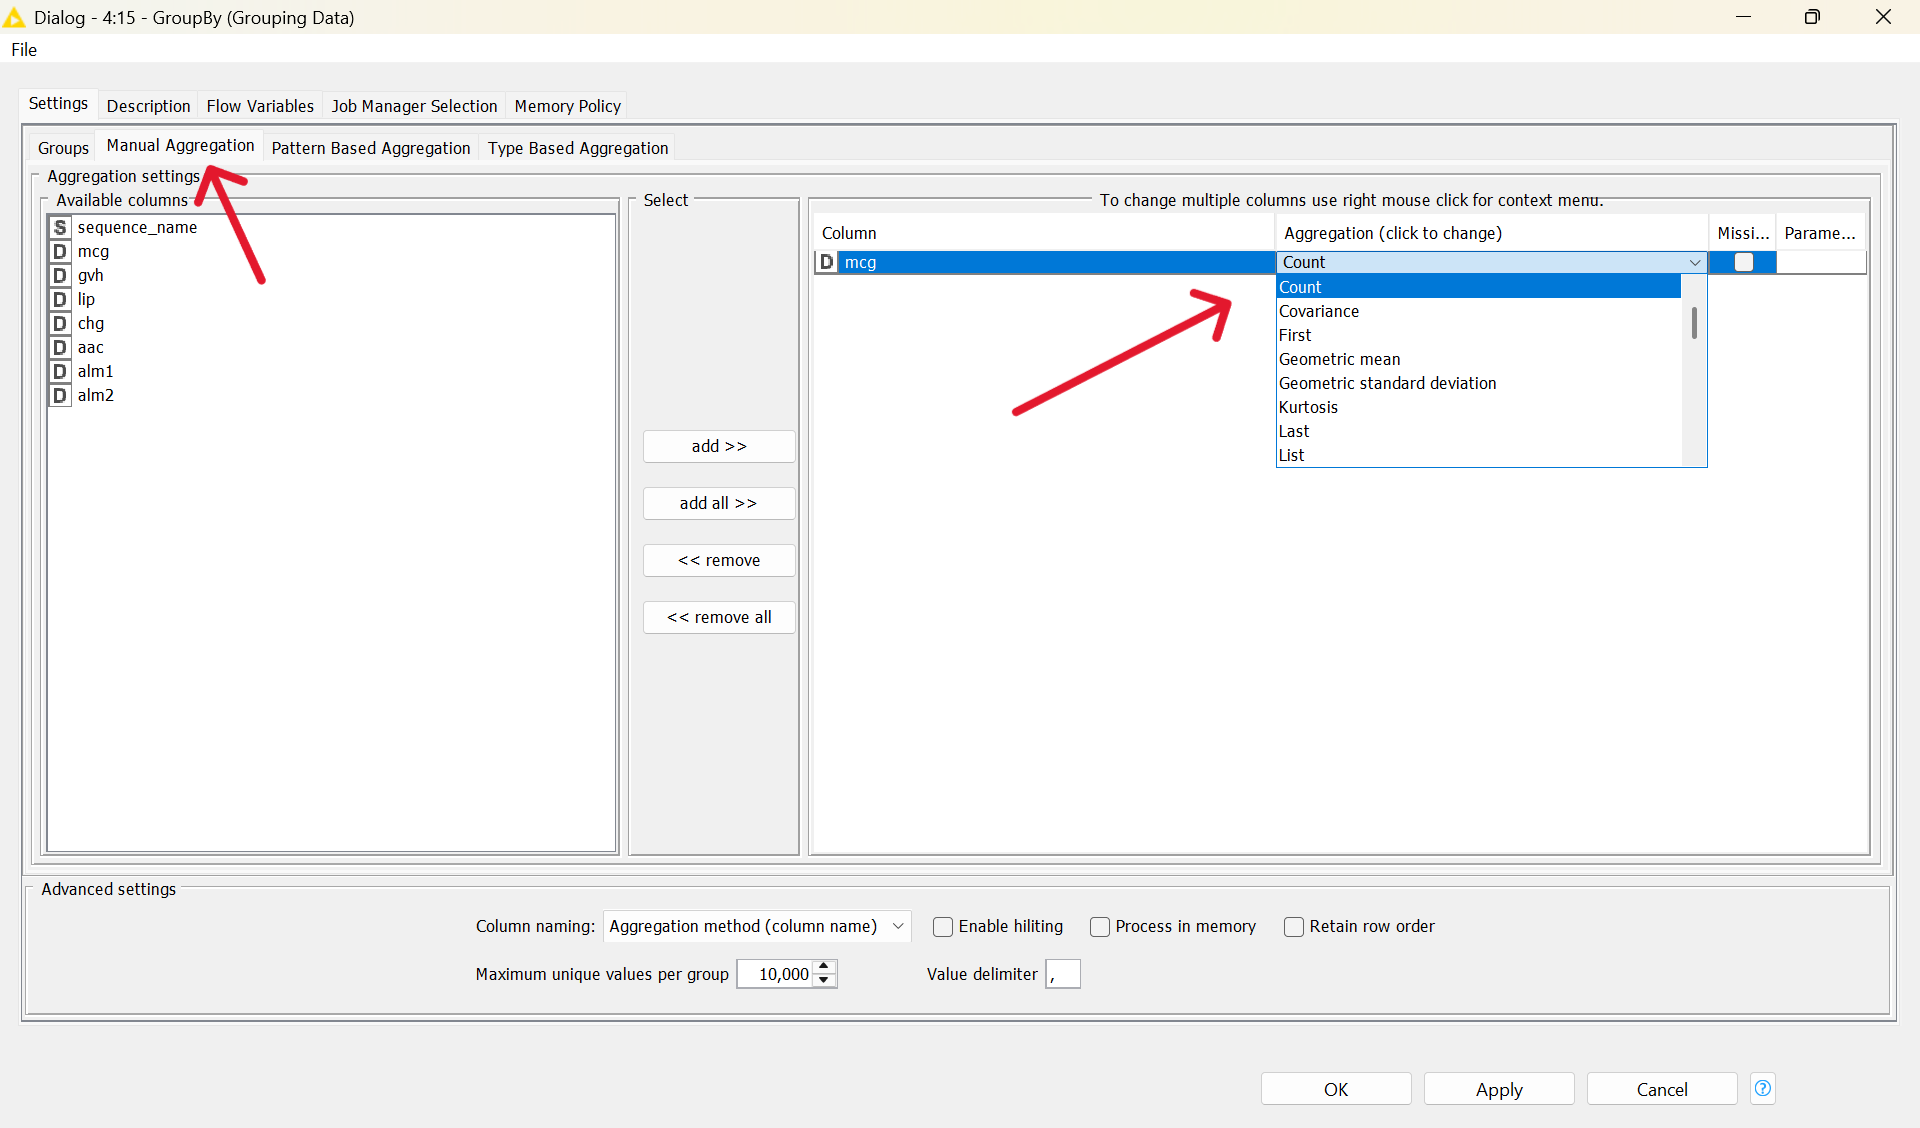 Dialog - 4:15 - GroupBy (Grouping Data)
File
Settings Description Flow Variables Job Manager Selection Memory Policy
Groups Manual Aggregation Pattern Based Aggregation Type Based Aggregation
Aggregation settings
Available columns
S sequence_name
D mcg
D gvh
D lip
D chg
D aac
D alm1
D alm2
Select
add >>
add all >>
<< remove
<< remove all
To change multiple columns use right mouse click for context menu.
Column Aggregation (click to change) Missi... Parame...
D mcg Count
Count
Covariance
First
Geometric mean
Geometric standard deviation
Kurtosis
Last
List
Advanced settings
Column naming: Aggregation method (column name) Enable hiliting Process in memory Retain row order
Maximum unique values per group 10,000 Value delimiter ,
OK Apply Cancel ?